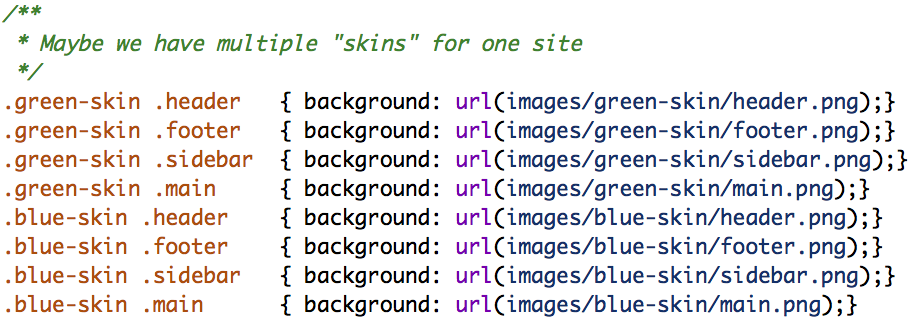 /**
 * Maybe we have multiple "skins" for one site
 */
.green-skin .header   { background: url(images/green-skin/header.png);}
.green-skin .footer   { background: url(images/green-skin/footer.png);}
.green-skin .sidebar  { background: url(images/green-skin/sidebar.png);}
.green-skin .main     { background: url(images/green-skin/main.png);}
.blue-skin .header    { background: url(images/blue-skin/header.png);}
.blue-skin .footer    { background: url(images/blue-skin/footer.png);}
.blue-skin .sidebar   { background: url(images/blue-skin/sidebar.png);}
.blue-skin .main      { background: url(images/blue-skin/main.png);}